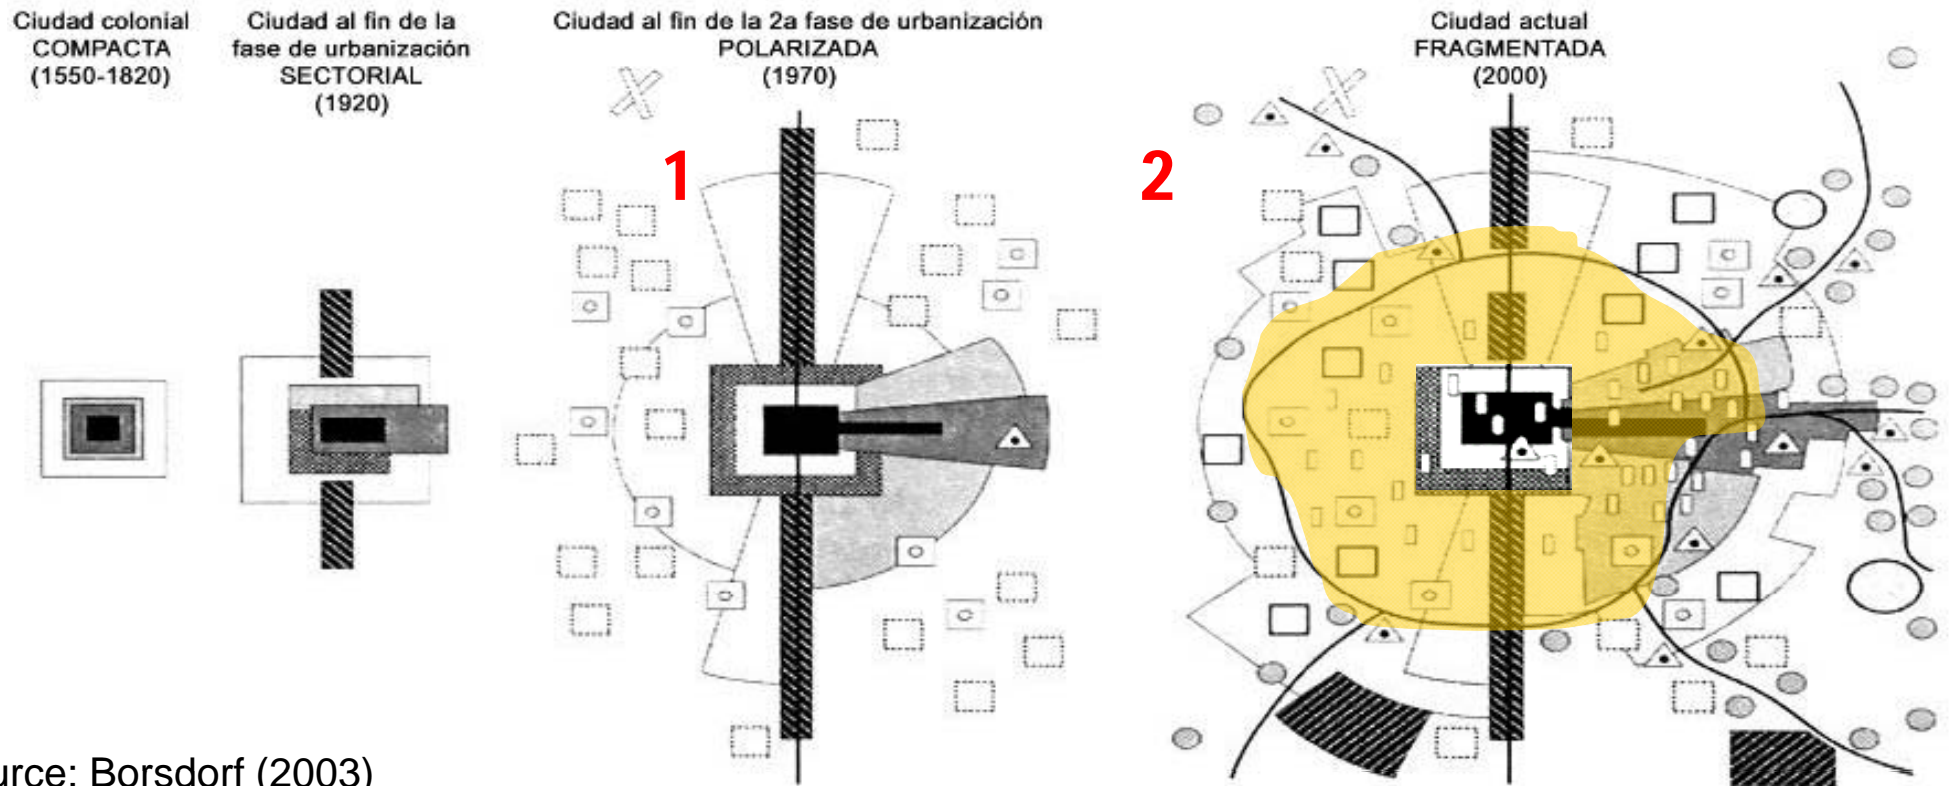 Ciudad colonial
COMPACTA
(1550-1820)
Ciudad al fin de la
fase de urbanización
SECTORIAL
(1920)
Ciudad al fin de la 2a fase de urbanización
POLARIZADA
(1970)
Ciudad actual
FRAGMENTADA
(2000)
1
2
urce: Borsdorf (2003)